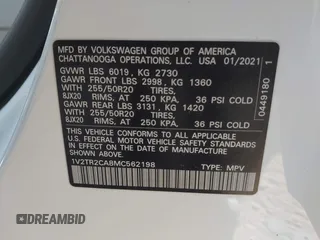 MFD. BY VOLKSWAGEN GROUP OF AMERICA
CHATTANOOGA OPERATIONS, LLC. USA 01/2021
GVWR LBS 6019, KG 2730
GAWR FRONT LBS 2998, KG 1360
WITH 255/50R20 TIRES,
8JX20 RIMS, AT 250 KPA. 36 PSI COLD
GAWR REAR LBS 3131, KG 1420
WITH 255/50R20 TIRES,
8JX20 RIMS, AT 250 KPA. 36 PSI COLD
THIS VEHICLE CONFORMS TO ALL APPLICABLE
U.S. FEDERAL MOTOR VEHICLE SAFETY STANDARDS
IN EFFECT ON THE DATE OF MANUFACTURE
SHOWN ABOVE.
1V2TR2CA8MC562198 TYPE: MPV
0449180 1
DREAMBID